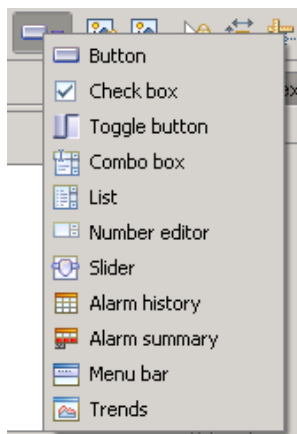 Button
Check box
Toggle button
Combo box
List
Number editor
Slider
Alarm history
Alarm summary
Menu bar
Trends